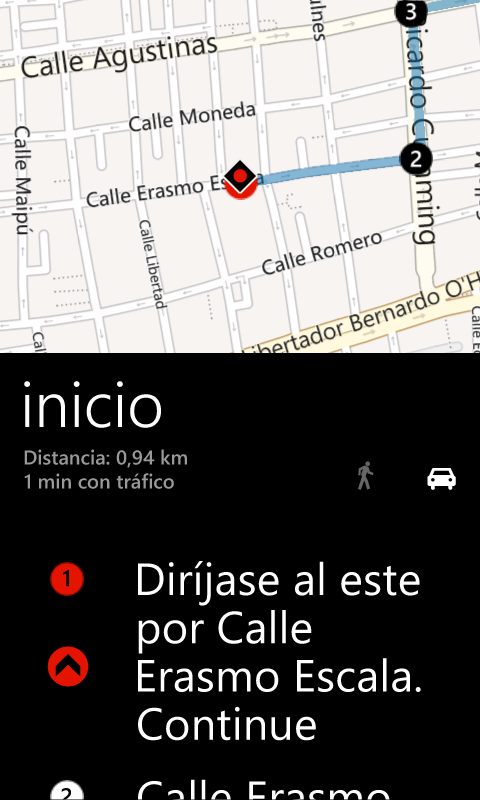 3
Calle Agustinas
Ricardo Cumming
Calle Moneda
Calle Maipú
2
Calle Erasmo Es
Calle Libertad
Calle Romero
Libertador Bernardo O'H
inicio
Distancia: 0,94 km
1 min con tráfico
1
Diríjase al este
por Calle
Erasmo Escala.
Continue
2
Calle Erasmo